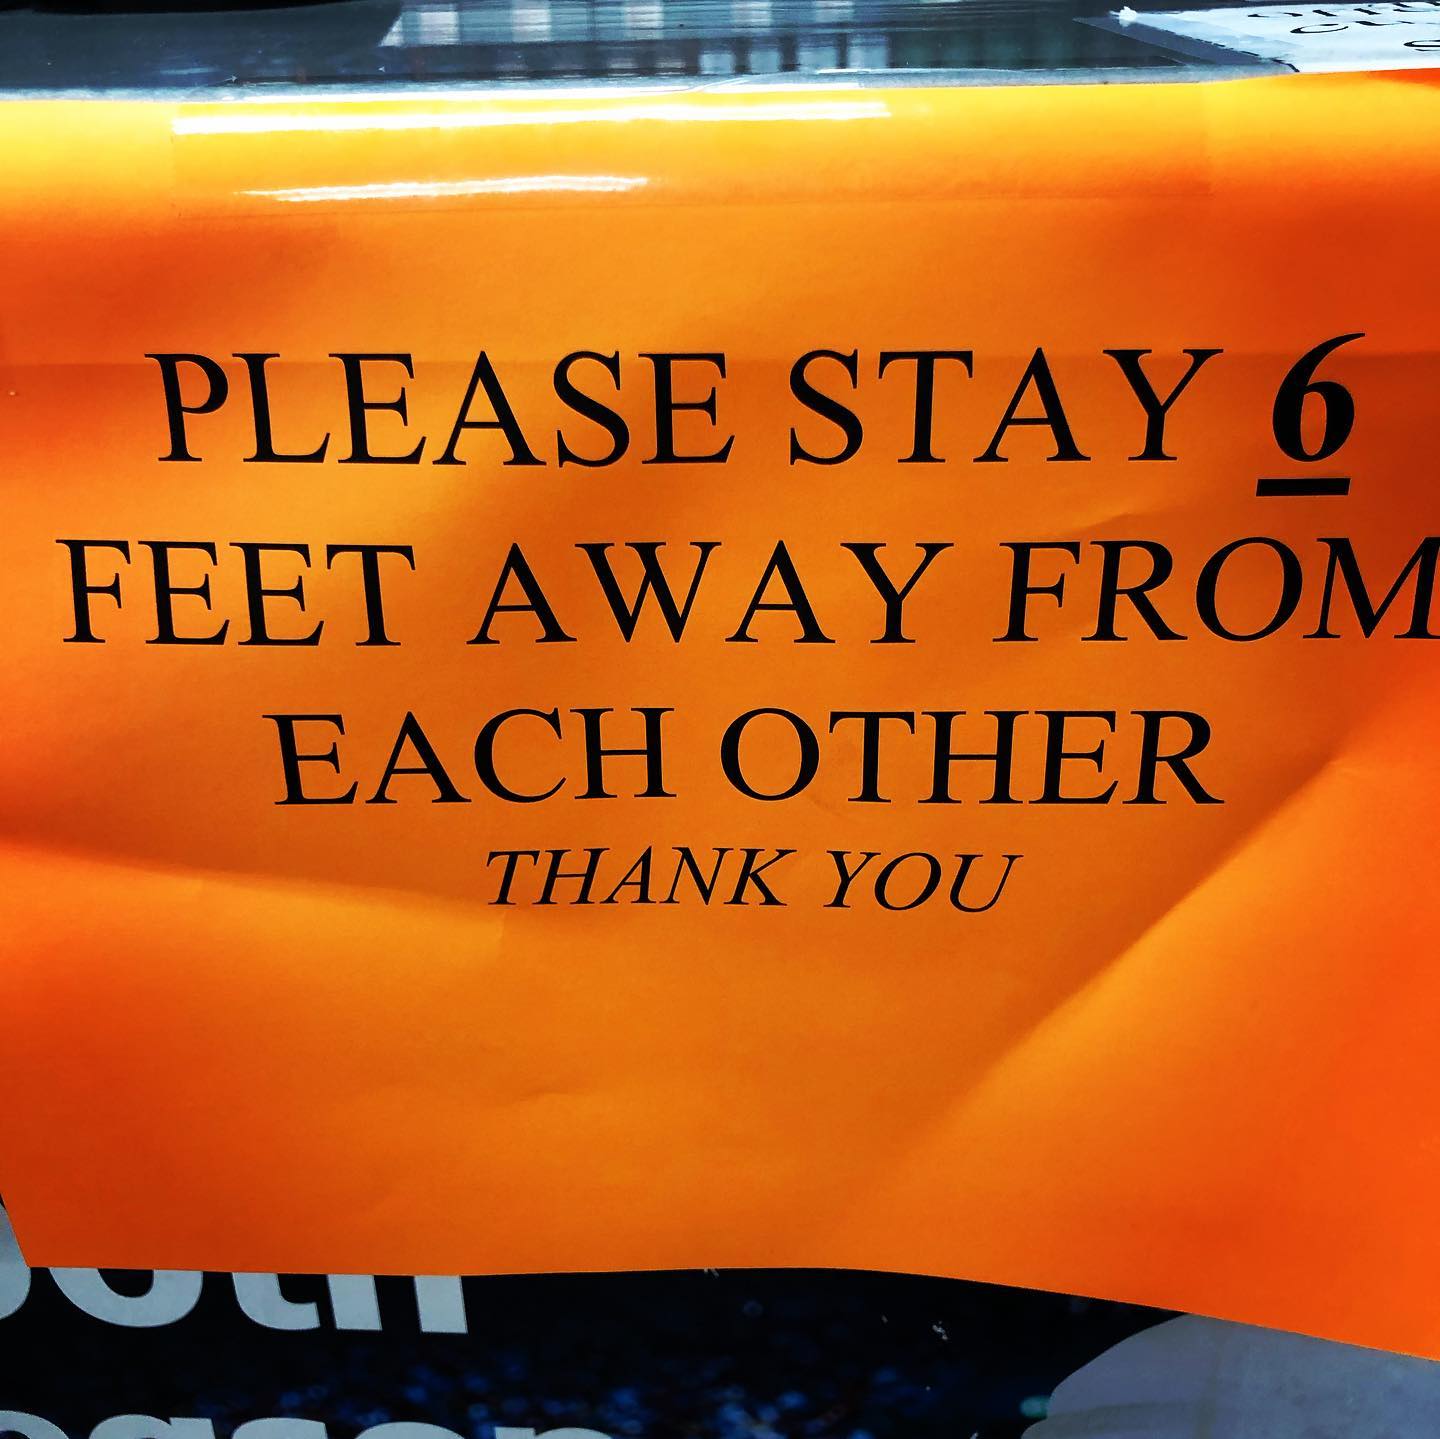 PLEASE STAY 6
FEET AWAY FROM
EACH OTHER
THANK YOU